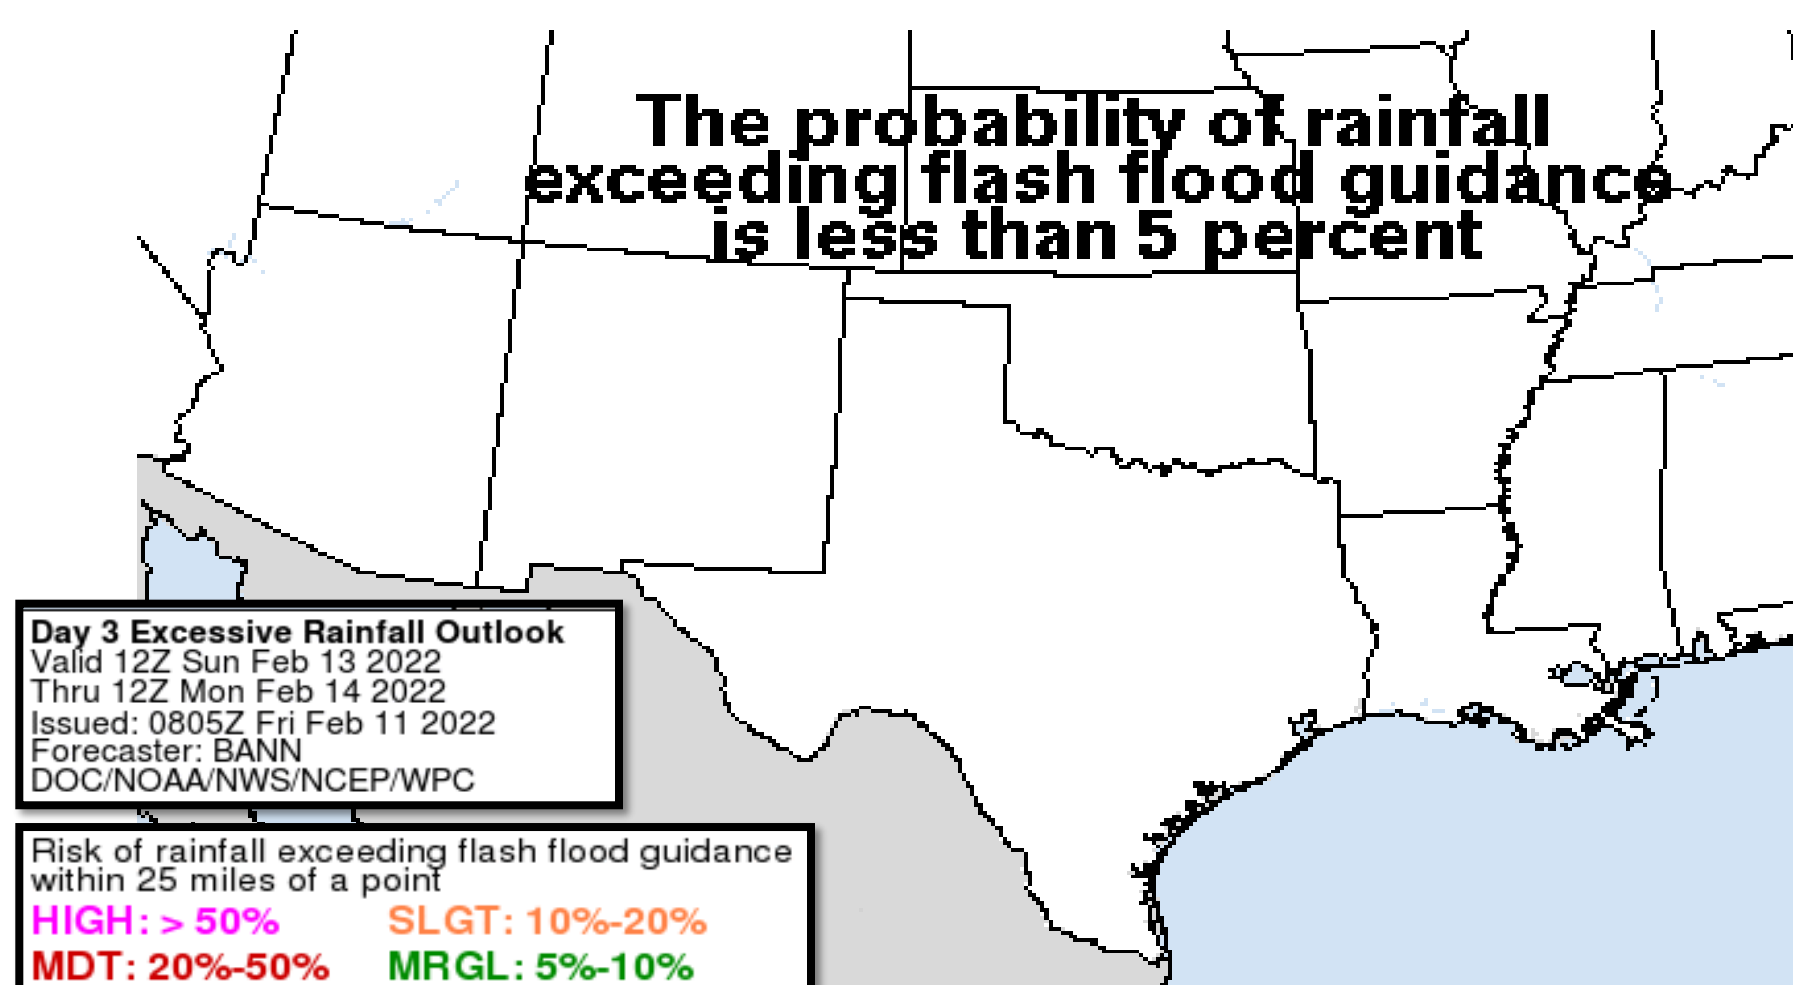 The probability of rainfall
exceeding flash flood guidance
is less than 5 percent
Day 3 Excessive Rainfall Outlook
Valid 12Z Sun Feb 13 2022
Thru 12Z Mon Feb 14 2022
Issued: 0805Z Fri Feb 11 2022
Forecaster: BANN
DOC/NOAA/NWS/NCEP/WPC
Risk of rainfall exceeding flash flood guidance
within 25 miles of a point
HIGH: > 50% SLGT: 10%-20%
MDT: 20%-50% MRGL: 5%-10%